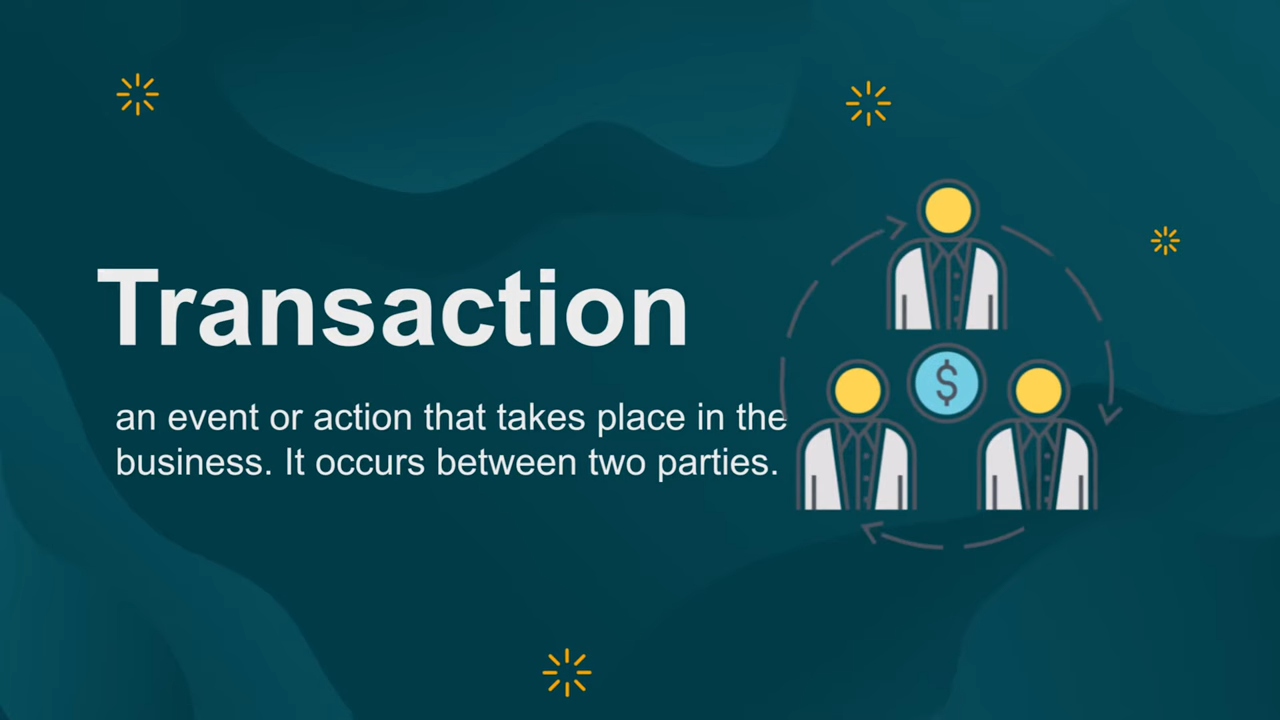 Transaction
an event or action that takes place in the
business. It occurs between two parties.
$